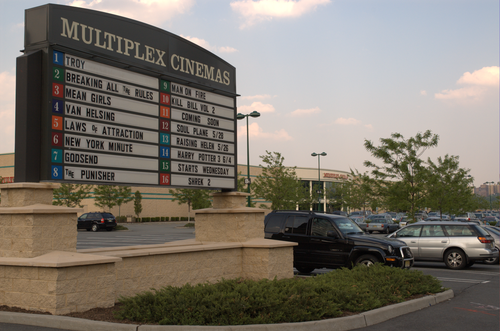 MULTIPLEX CINEMAS
1 TROY
2 BREAKING ALL THE RULES
3 MEAN GIRLS
4 VAN HELSING
5 LAWS OF ATTRACTION
6 NEW YORK MINUTE
7 GODSEND
8 THE PUNISHER
9 MAN ON FIRE
10 KILL BILL VOL 2
11 COMING SOON
12 SOUL PLANE 5/28
13 RAISING HELEN 5/28
14 HARRY POTTER 3 6/4
15 STARTS WEDNESDAY
16 SHREK 2